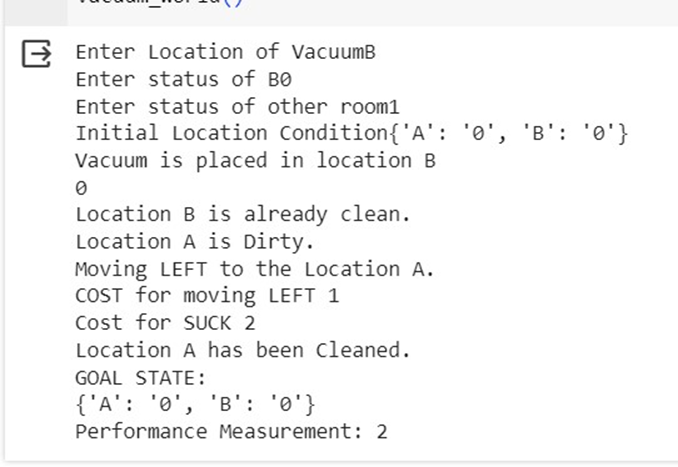 vacuum_world()
Enter Location of VacuumB
Enter status of B0
Enter status of other room1
Initial Location Condition{'A': '0', 'B': '0'}
Vacuum is placed in location B
0
Location B is already clean.
Location A is Dirty.
Moving LEFT to the Location A.
COST for moving LEFT 1
Cost for SUCK 2
Location A has been Cleaned.
GOAL STATE:
{'A': '0', 'B': '0'}
Performance Measurement: 2